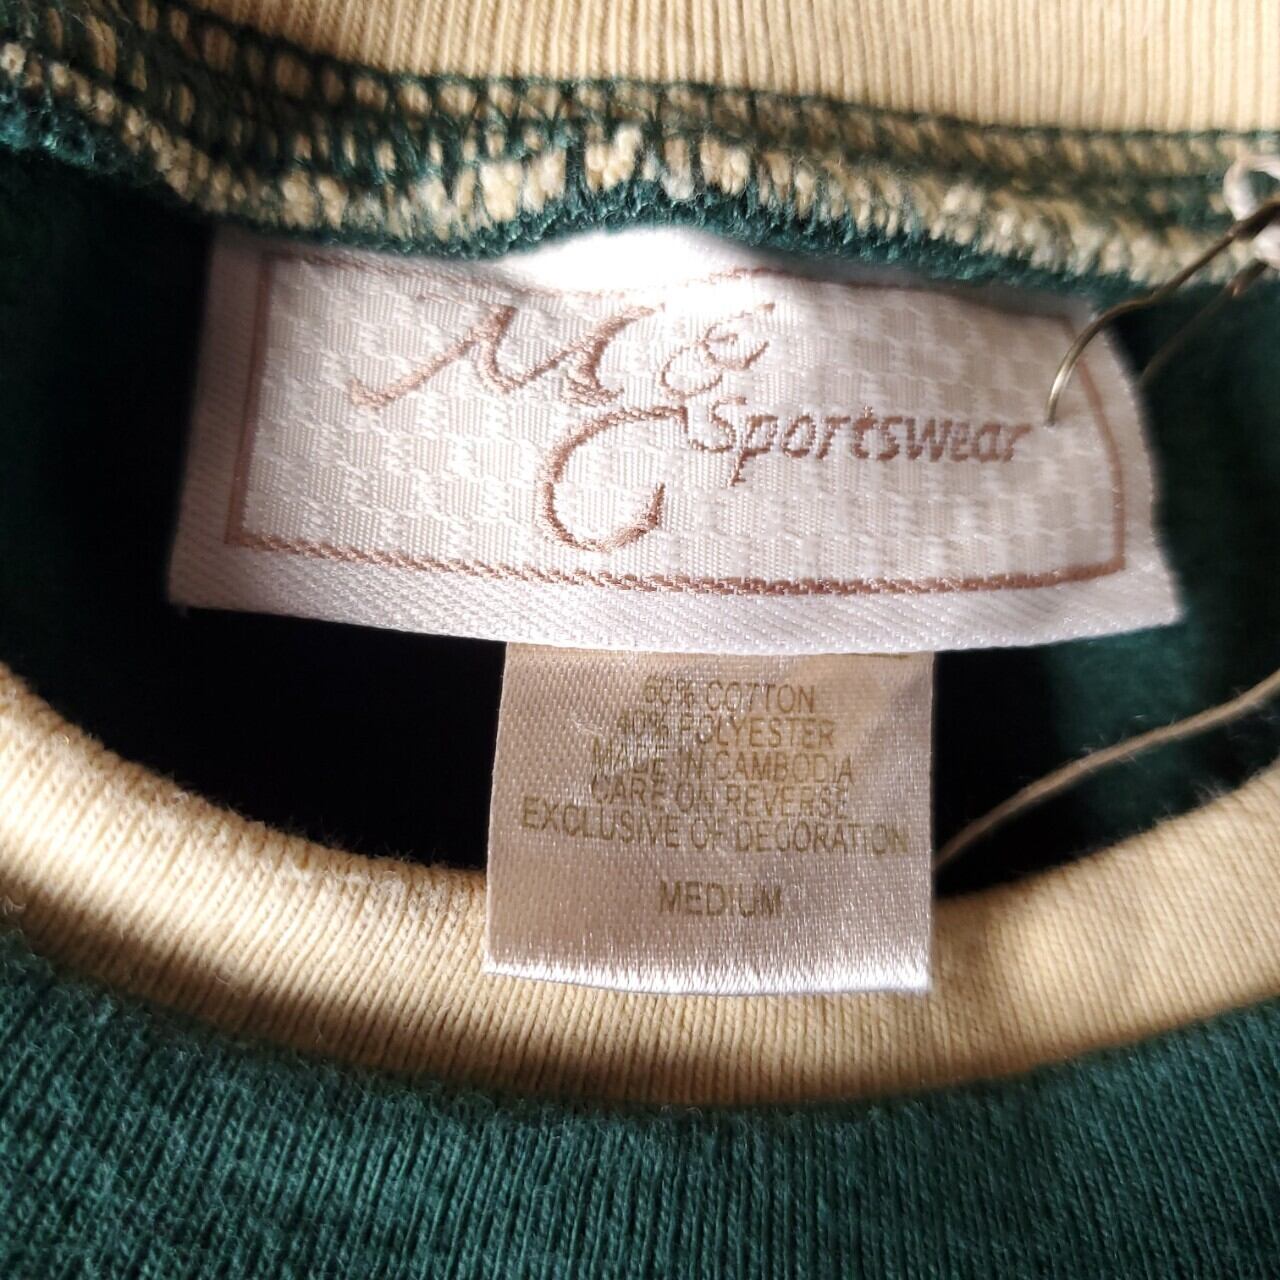 M&C
Sportswear
60% COTTON
40% POLYESTER
MADE IN CAMBODIA
CARE ON REVERSE
EXCLUSIVE OF DECORATION
MEDIUM